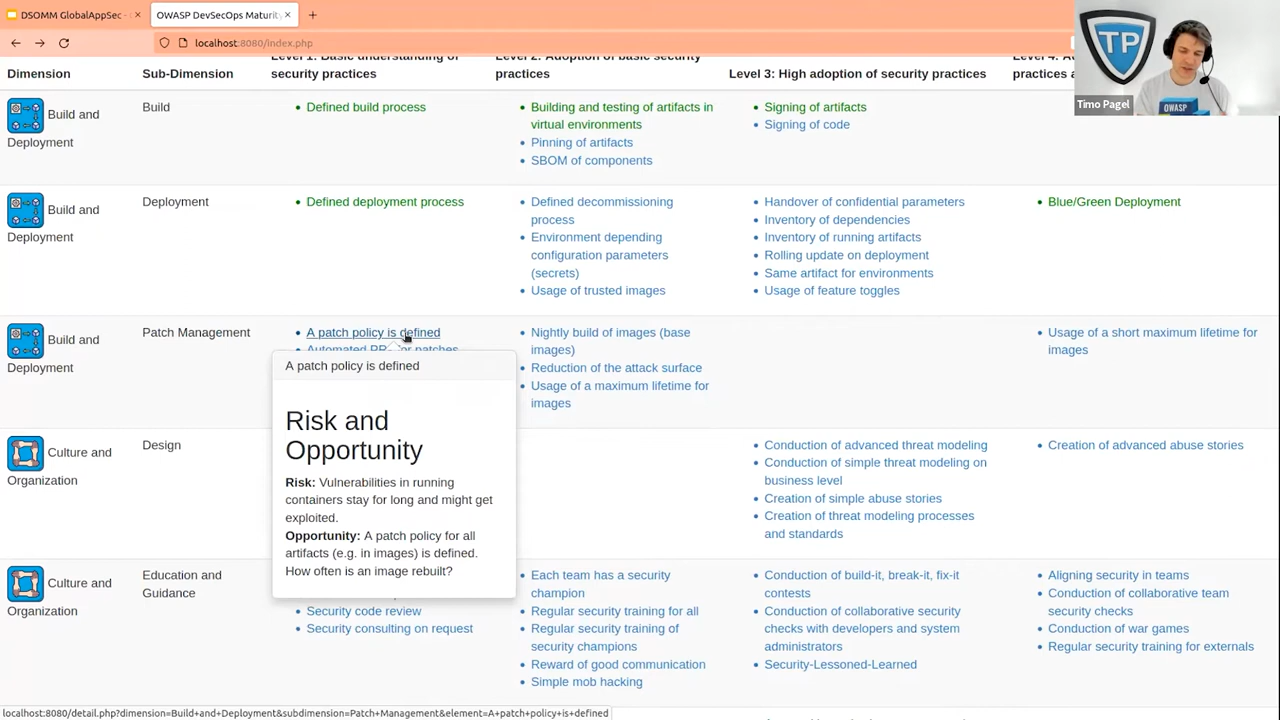 DSOMM GlobalAppSec -
OWASP DevSecOps Maturity
localhost:8080/index.php
TP
Timo Pagel
OWASP
Dimension
Sub-Dimension
Level 1: Basic understanding of
security practices
Level 2: Adoption of basic security
practices
Level 3: High adoption of security practices
Build and
Deployment
Build
Defined build process
Building and testing of artifacts in
virtual environments
Pinning of artifacts
SBOM of components
Signing of artifacts
Signing of code
Build and
Deployment
Deployment
Defined deployment process
Defined decommissioning
process
Environment depending
configuration parameters
(secrets)
Usage of trusted images
Handover of confidential parameters
Inventory of dependencies
Inventory of running artifacts
Rolling update on deployment
Same artifact for environments
Usage of feature toggles
Blue/Green Deployment
Build and
Deployment
Patch Management
A patch policy is defined
Automated PRs for patches
Nightly build of images (base
images)
Reduction of the attack surface
Usage of a maximum lifetime for
images
Usage of a short maximum lifetime for
images
A patch policy is defined
Risk and
Opportunity
Risk: Vulnerabilities in running
containers stay for long and might get
exploited.
Opportunity: A patch policy for all
artifacts (e.g. in images) is defined.
How often is an image rebuilt?
Culture and
Organization
Design
Conduction of advanced threat modeling
Conduction of simple threat modeling on
business level
Creation of simple abuse stories
Creation of threat modeling processes
and standards
Creation of advanced abuse stories
Culture and
Organization
Education and
Guidance
Security code review
Security consulting on request
Each team has a security
champion
Regular security training for all
Regular security training of
security champions
Reward of good communication
Simple mob hacking
Conduction of build-it, break-it, fix-it
contests
Conduction of collaborative security
checks with developers and system
administrators
Security-Lessoned-Learned
Aligning security in teams
Conduction of collaborative team
security checks
Conduction of war games
Regular security training for externals
localhost:8080/detail.php?dimension=Build+and+Deployment&subdimension=Patch+Management&element=A+patch+policy+is+defined